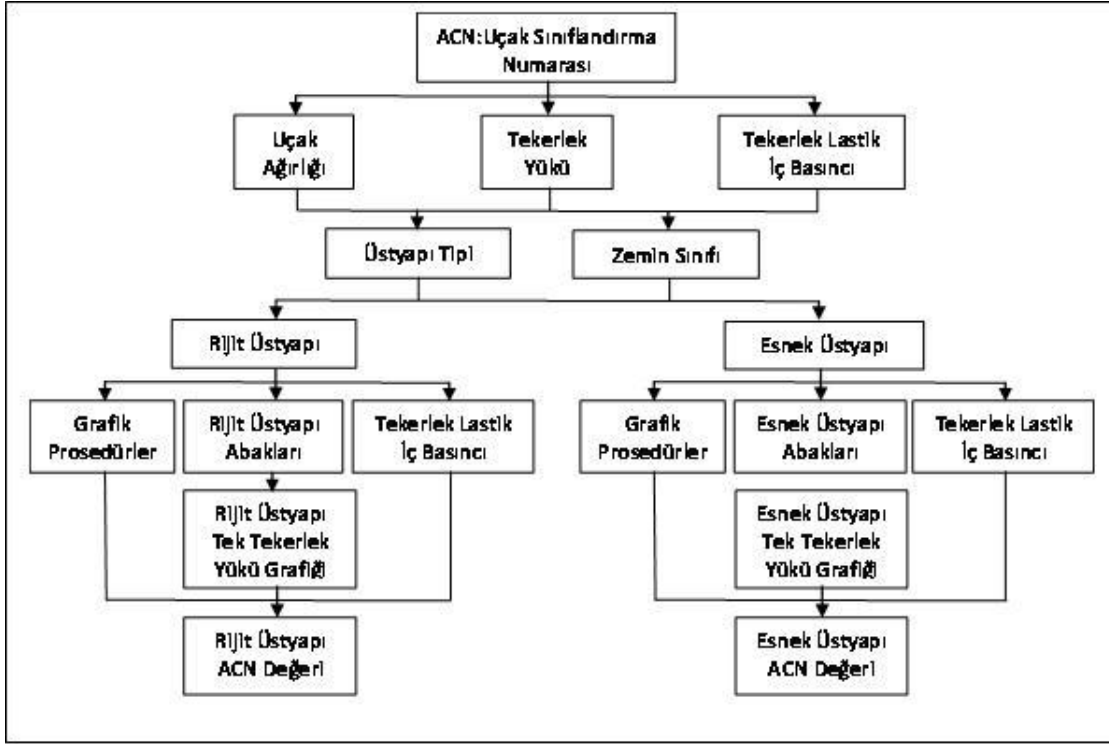 ACN:Uçak Sınıflandırma
Numarası
Uçak
Ağırlığı
Tekerlek
Yükü
Tekerlek Lastik
İç Basıncı
Üstyapı Tipi
Zemin Sınıfı
Rijit Üstyapı
Esnek Üstyapı
Grafik
Prosedürler
Rijit Üstyapı
Abakları
Tekerlek Lastik
İç Basıncı
Grafik
Prosedürler
Esnek Üstyapı
Abakları
Tekerlek Lastik
İç Basıncı
Rijit Üstyapı
Tek Tekerlek
Yükü Grafiği
Esnek Üstyapı
Tek Tekerlek
Yükü Grafiği
Rijit Üstyapı
ACN Değeri
Esnek Üstyapı
ACN Değeri